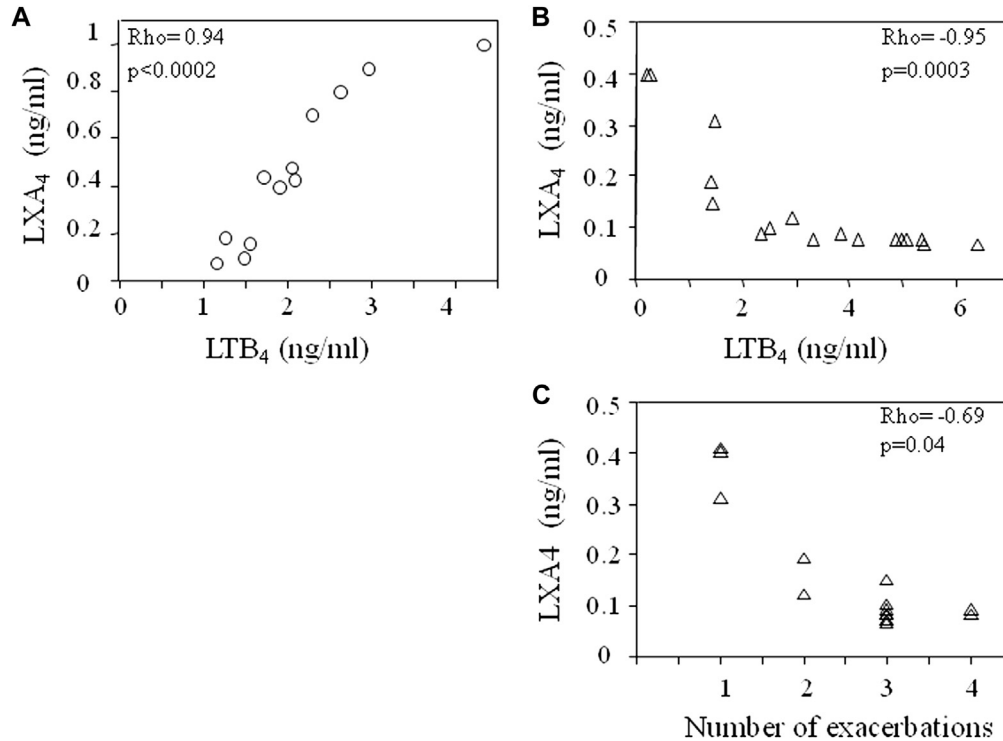 A
Rho= 0.94
p<0.0002
1
0.8
0.6
0.4
0.2
0
LXA4 (ng/ml)
0 1 2 3 4
LTB4 (ng/ml)
B
Rho= -0.95
p=0.0003
0.5
0.4
0.3
0.2
0.1
0
LXA4 (ng/ml)
0 2 4 6
LTB4 (ng/ml)
C
Rho= -0.69
p=0.04
0.5
0.4
0.3
0.2
0.1
0
LXA4 (ng/ml)
1 2 3 4
Number of exacerbations